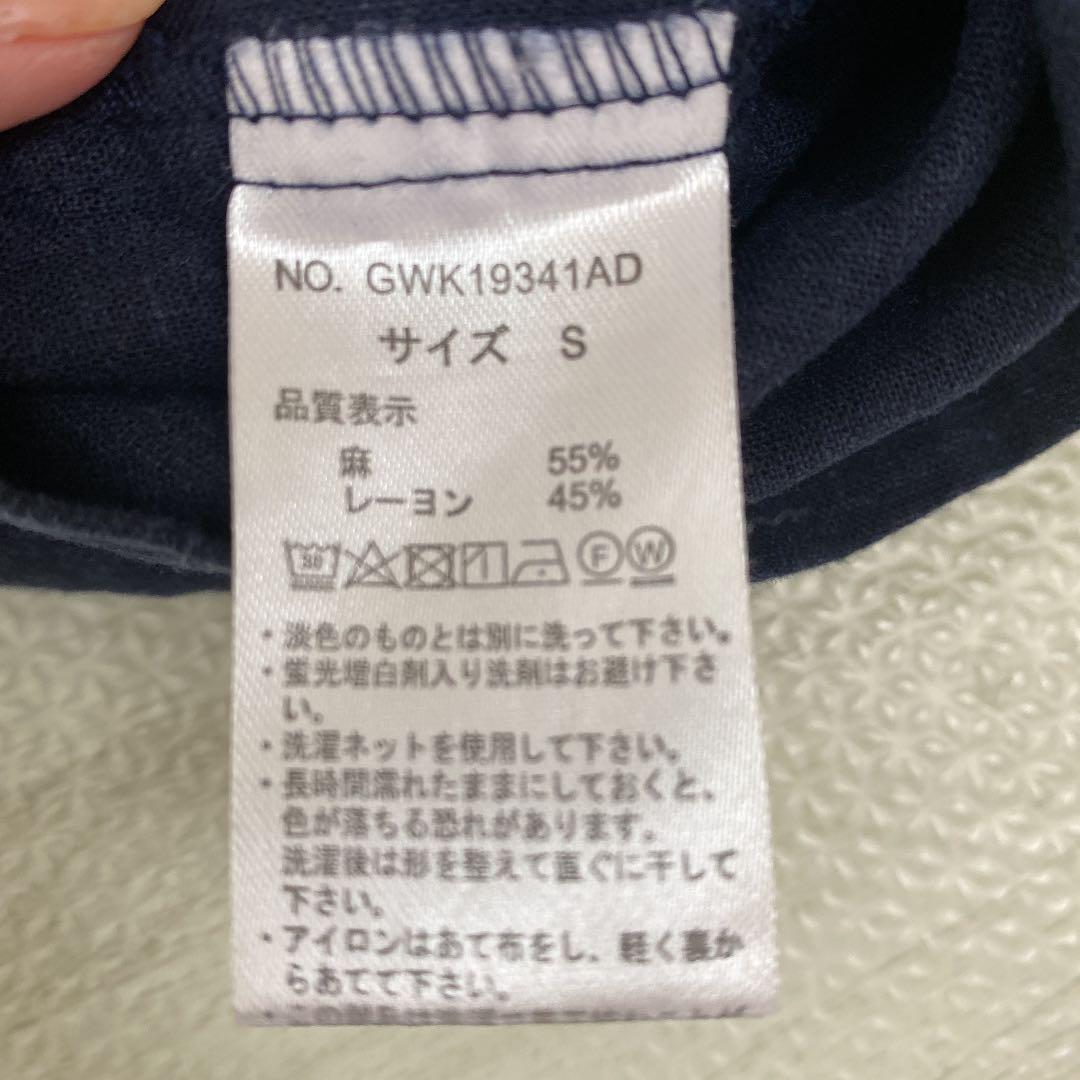 NO. GWK19341AD
サイズ S
品質表示
麻 55%
レーヨン 45%
30 F W
・淡色のものとは別に洗って下さい。
・蛍光増白剤入り洗剤はお避け下さ
い。
・洗濯ネットを使用して下さい。
・長時間濡れたままにしておくと、
色が落ちる恐れがあります。
洗濯後は形を整えて直ぐに干して
下さい。
・アイロンはあて布をし、軽く裏か
らあてて下さい。